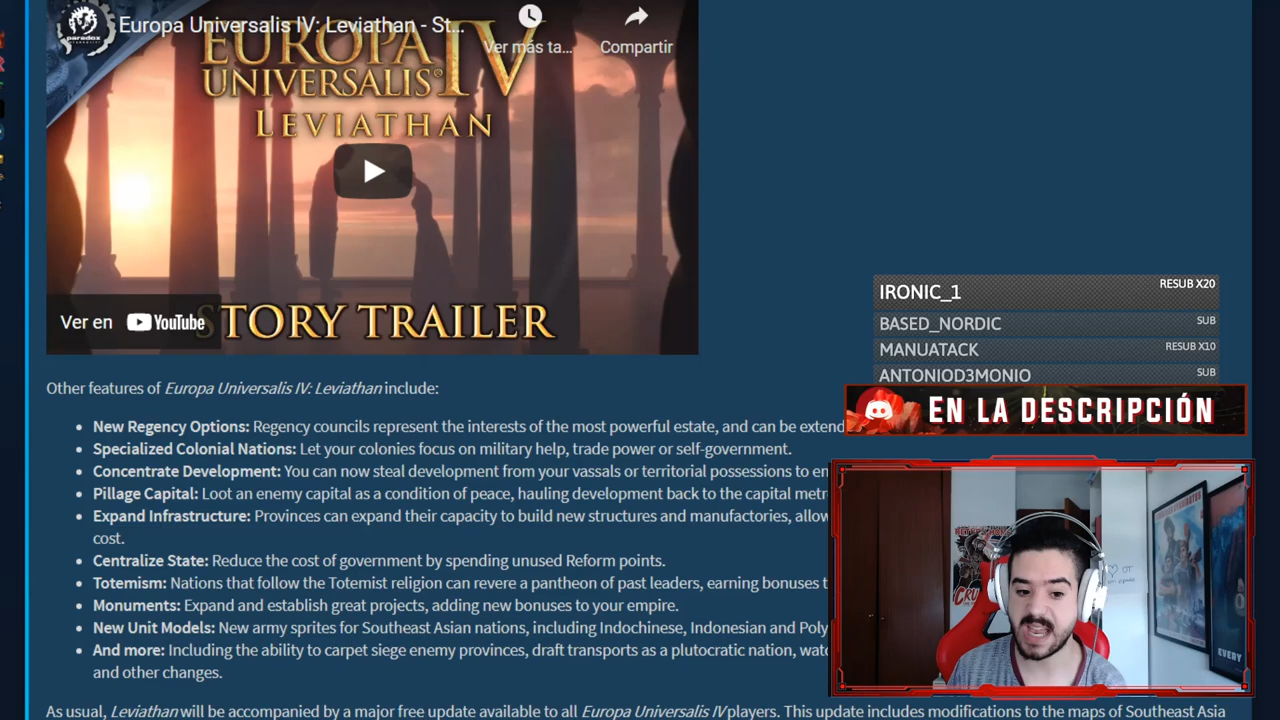 Europa Universalis IV: Leviathan - St...
Ver más ta...
Compartir
paradox
EUROPA
UNIVERSALIS IV
LEVIATHAN
Ver en YouTube
STORY TRAILER
IRONIC_1 RESUB X20
BASED_NORDIC SUB
MANUATACK RESUB X10
ANTONIOD3MONIO SUB
EN LA DESCRIPCIÓN
Other features of Europa Universalis IV: Leviathan include:
New Regency Options: Regency councils represent the interests of the most powerful estate, and can be extend
Specialized Colonial Nations: Let your colonies focus on military help, trade power or self-government.
Concentrate Development: You can now steal development from your vassals or territorial possessions to en
Pillage Capital: Loot an enemy capital as a condition of peace, hauling development back to the capital metr
Expand Infrastructure: Provinces can expand their capacity to build new structures and manufactories, allow
cost.
Centralize State: Reduce the cost of government by spending unused Reform points.
Totemism: Nations that follow the Totemist religion can revere a pantheon of past leaders, earning bonuses t
Monuments: Expand and establish great projects, adding new bonuses to your empire.
New Unit Models: New army sprites for Southeast Asian nations, including Indochinese, Indonesian and Poly
And more: Including the ability to carpet siege enemy provinces, draft transports as a plutocratic nation, wat
and other changes.
As usual, Leviathan will be accompanied by a major free update available to all Europa Universalis IV players. This update includes modifications to the maps of Southeast Asia
EVERY